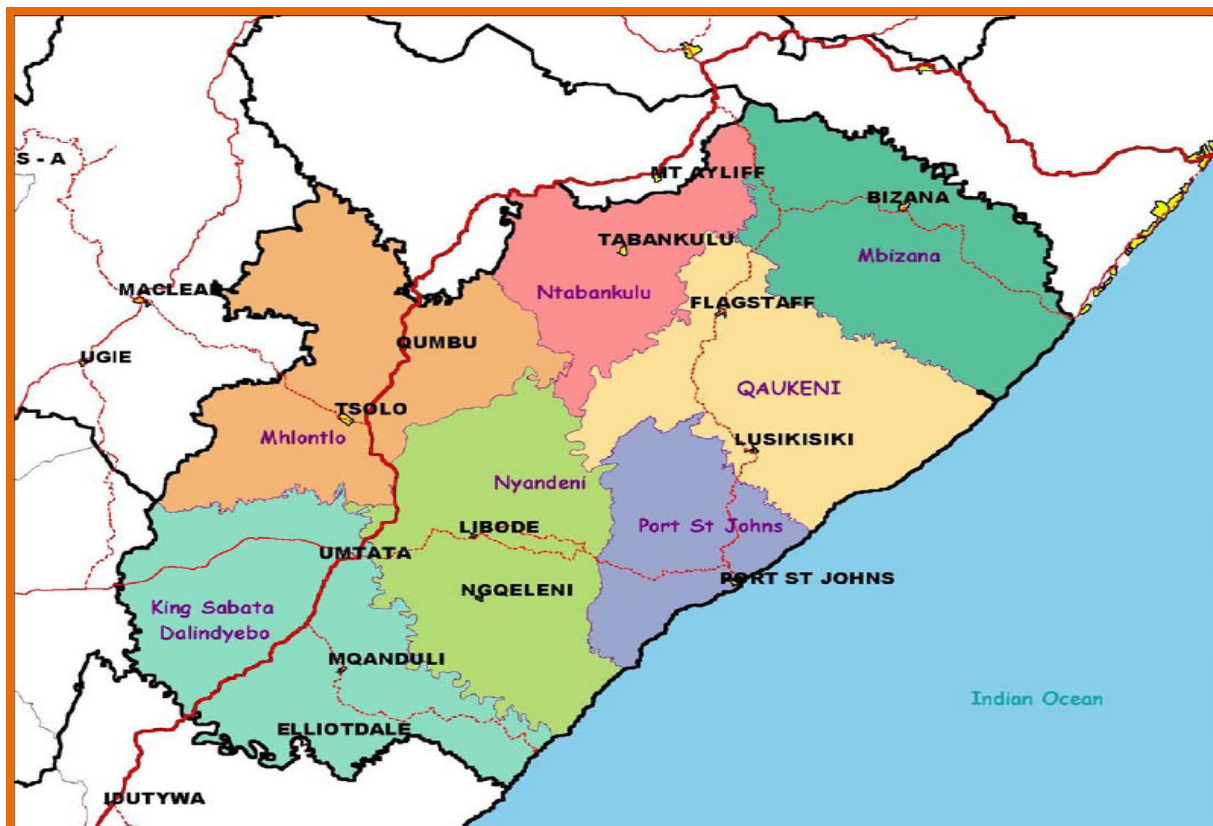 S - A
MT AYLIFF
BIZANA
TABANKULU
Mbizana
MACLEAR
Ntabankulu
FLAGSTAFF
QUMBU
UGIE
QAUKENI
TSOLO
Mhlontlo
LUSIKISIKI
Nyandeni
Port St Johns
LIBODE
UMTATA
PORT ST JOHNS
NGQELENI
King Sabata
Dalindyebo
MQANDULI
Indian Ocean
ELLIOTDALE
IDUTYWA